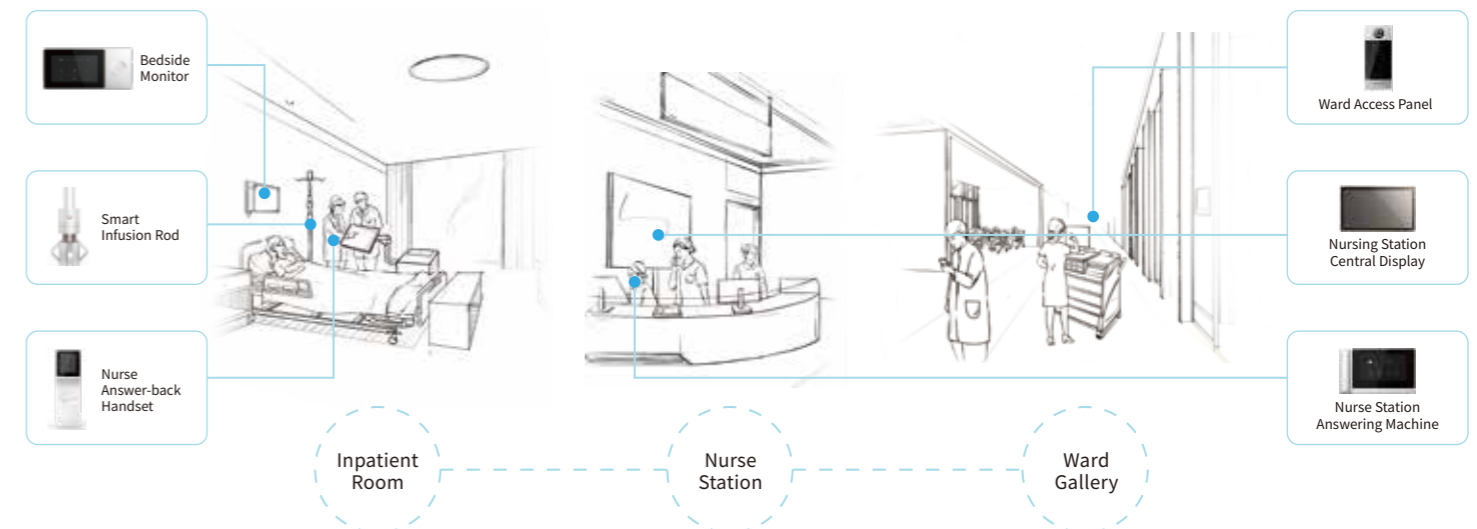 Bedside
Monitor
Smart
Infusion Rod
Nurse
Answer-back
Handset
Ward Access Panel
Nursing Station
Central Display
Nurse Station
Answering Machine
Inpatient
Room
Nurse
Station
Ward
Gallery